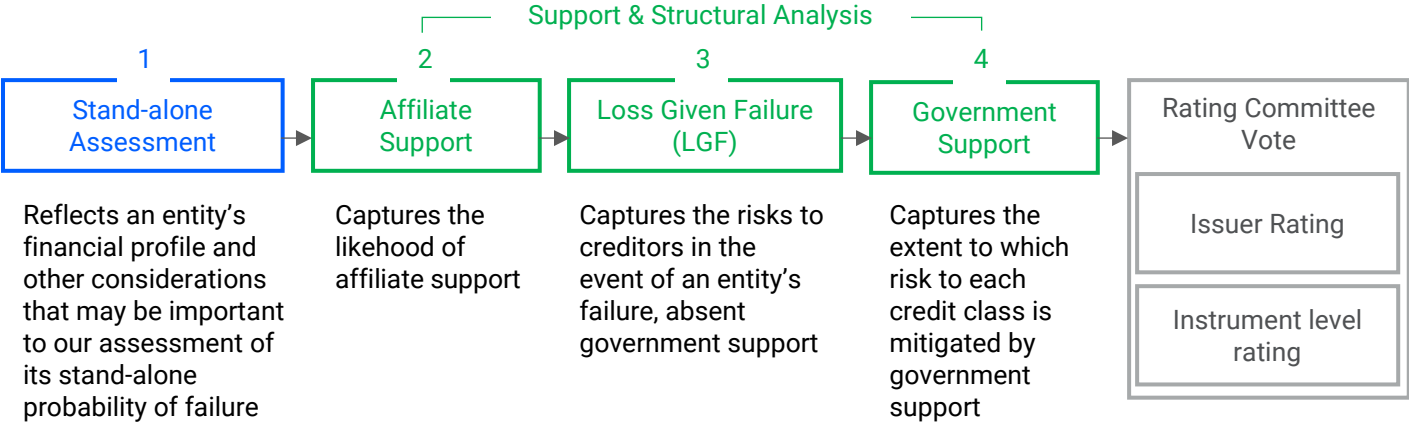 Support & Structural Analysis
1
2
3
4
Stand-alone
Assessment
Affiliate
Support
Loss Given Failure
(LGF)
Government
Support
Rating Committee
Vote
Issuer Rating
Instrument level
rating
Reflects an entity’s
financial profile and
other considerations
that may be important
to our assessment of
its stand-alone
probability of failure
Captures the
likehood of
affiliate support
Captures the risks to
creditors in the
event of an entity’s
failure, absent
government support
Captures the
extent to which
risk to each
credit class is
mitigated by
government
support